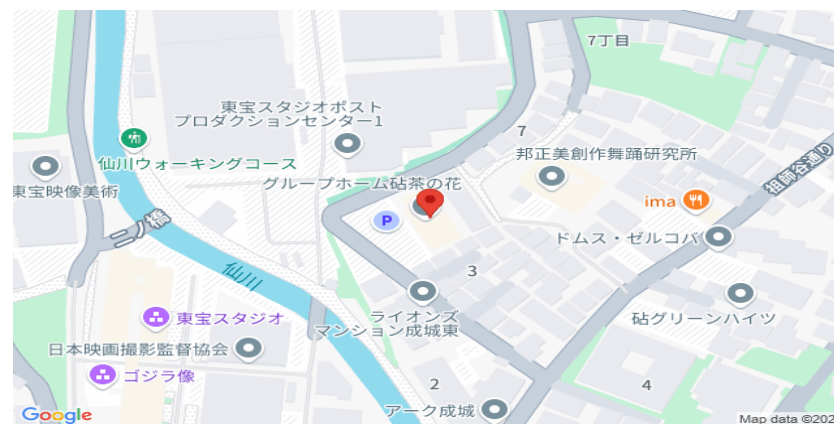 7丁目
東宝スタジオポスト
プロダクションセンター1
7
仙川ウォーキングコース
邦正美創作舞踊研究所
祖師谷通り
東宝映像美術
グループホーム砧茶の花
ima
P
二ノ橋
ドムス・ゼルコバ
仙川
3
東宝スタジオ
ライオンズ
マンション成城東
砧グリーンハイツ
日本映画撮影監督協会
ゴジラ像
2
4
アーク成城
Google
Map data ©202